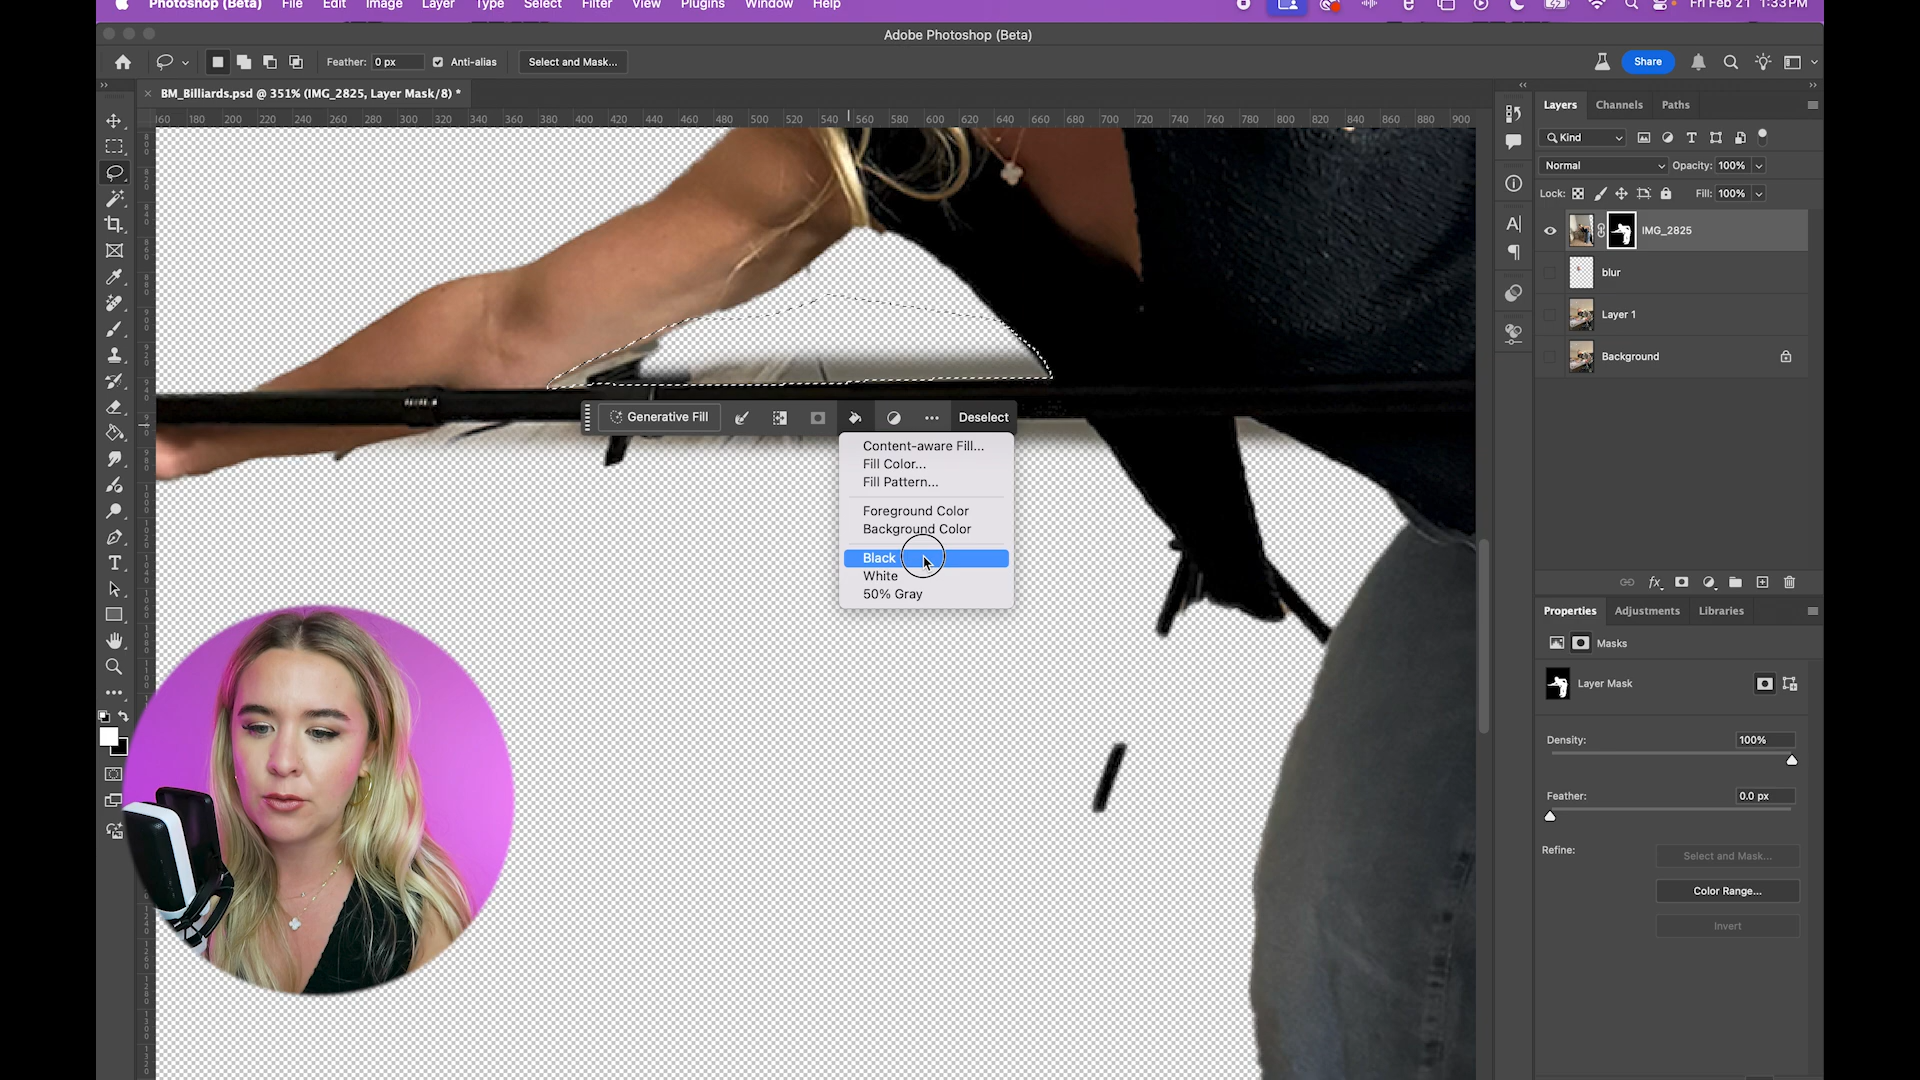 Photoshop (Beta) File Edit Image Layer Type Select Filter View Plugins Window Help Fri Feb 21 1:33 PM
Adobe Photoshop (Beta)
Feather: 0 px Anti-alias Select and Mask... Share
BM_Billiards.psd @ 351% (IMG_2825, Layer Mask/8) *
160 180 200 220 240 260 280 300 320 340 360 380 400 420 440 460 480 500 520 540 560 580 600 620 640 660 680 700 720 740 760 780 800 820 840 860 880 900
Layers Channels Paths
Kind
Normal Opacity: 100%
Lock: Fill: 100%
IMG_2825
blur
Layer 1
Background
Generative Fill Deselect
Content-aware Fill...
Fill Color...
Fill Pattern...
Foreground Color
Background Color
Black
White
50% Gray
Properties Adjustments Libraries
Masks
Layer Mask
Density: 100%
Feather: 0.0 px
Refine: Select and Mask...
Color Range...
Invert